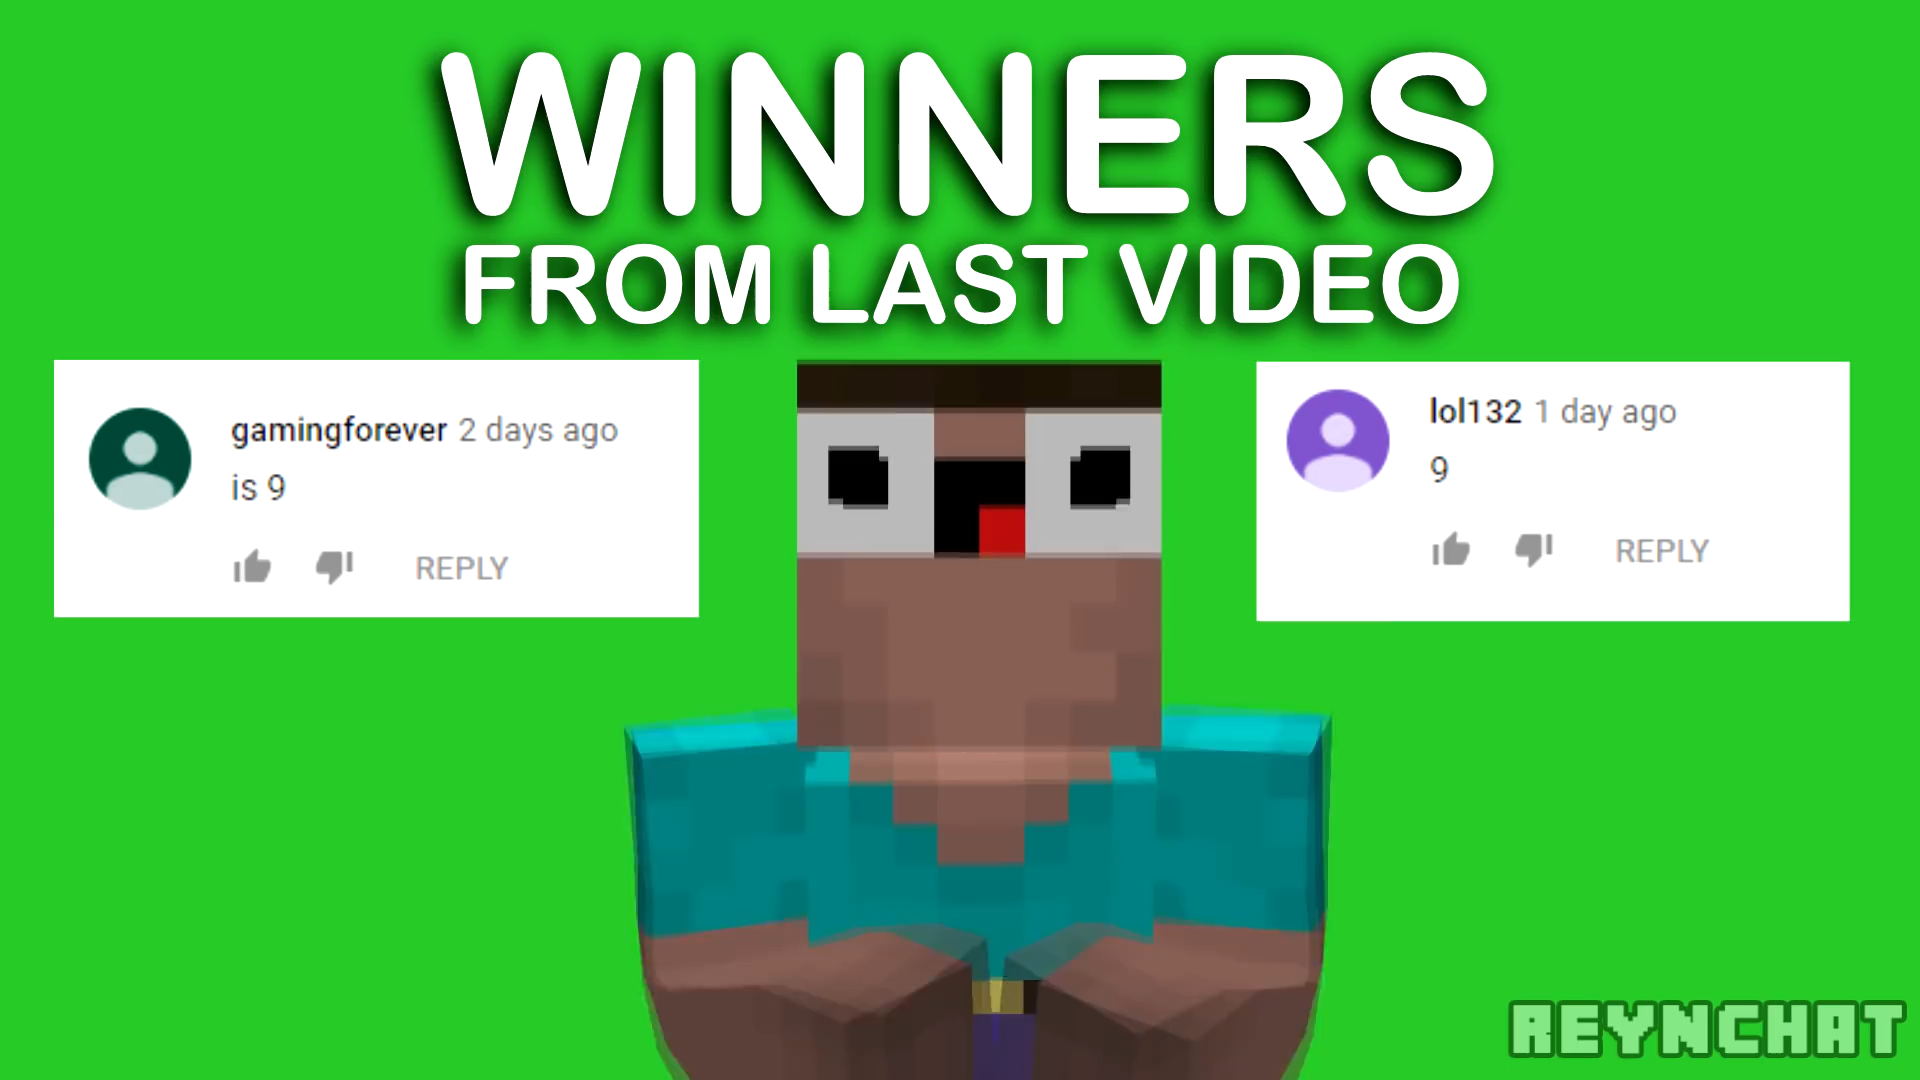 WINNERS
FROM LAST VIDEO
gamingforever 2 days ago
is 9
REPLY
lol132 1 day ago
9
REPLY
REYNCHAT